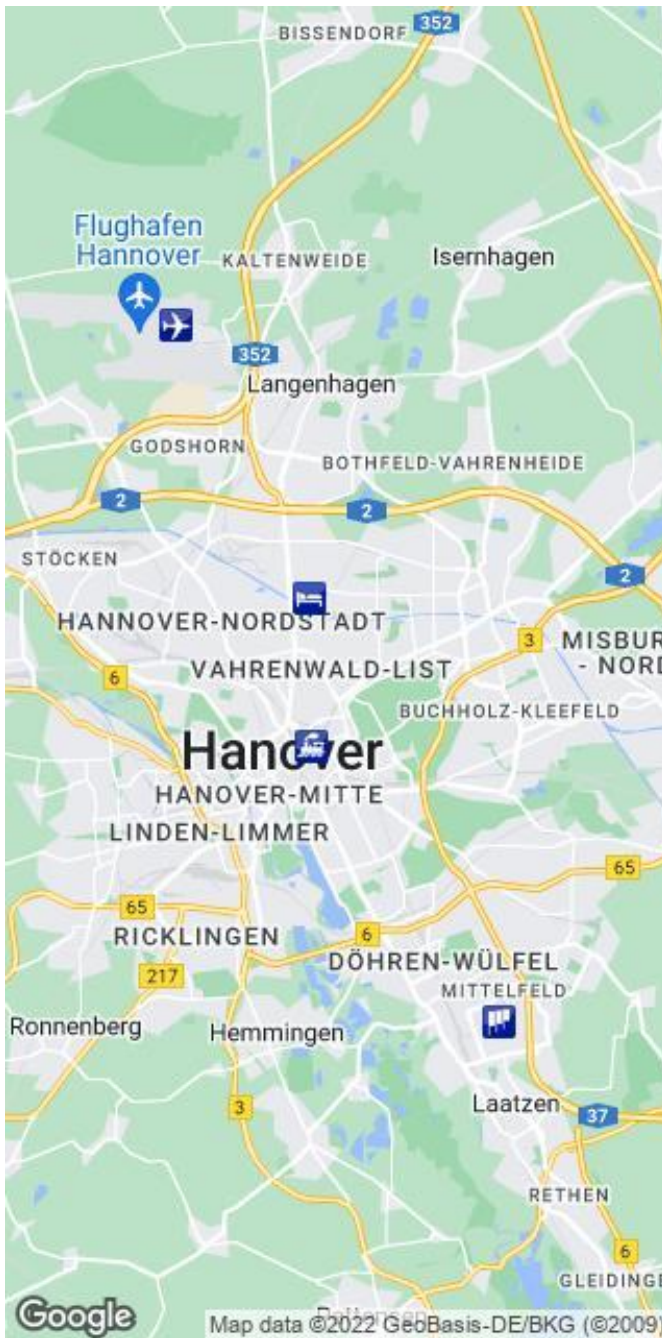 352
BISSENDORF
Flughafen
Hannover
KALTENWEIDE
Isernhagen
352
Langenhagen
GODSHORN
BOTHFELD-VAHRENHEIDE
2
2
STÖCKEN
2
HANNOVER-NORDSTADT
3
MISBUR
- NORD
VAHRENWALD-LIST
6
BUCHHOLZ-KLEEFELD
Hanover
HANOVER-MITTE
LINDEN-LIMMER
65
65
6
RICKLINGEN
DÖHREN-WÜLFEL
217
MITTELFELD
Ronnenberg
Hemmingen
3
Laatzen
37
RETHEN
6
GLEIDINGE
Google
Map data ©2022 GeoBasis-DE/BKG (©2009)